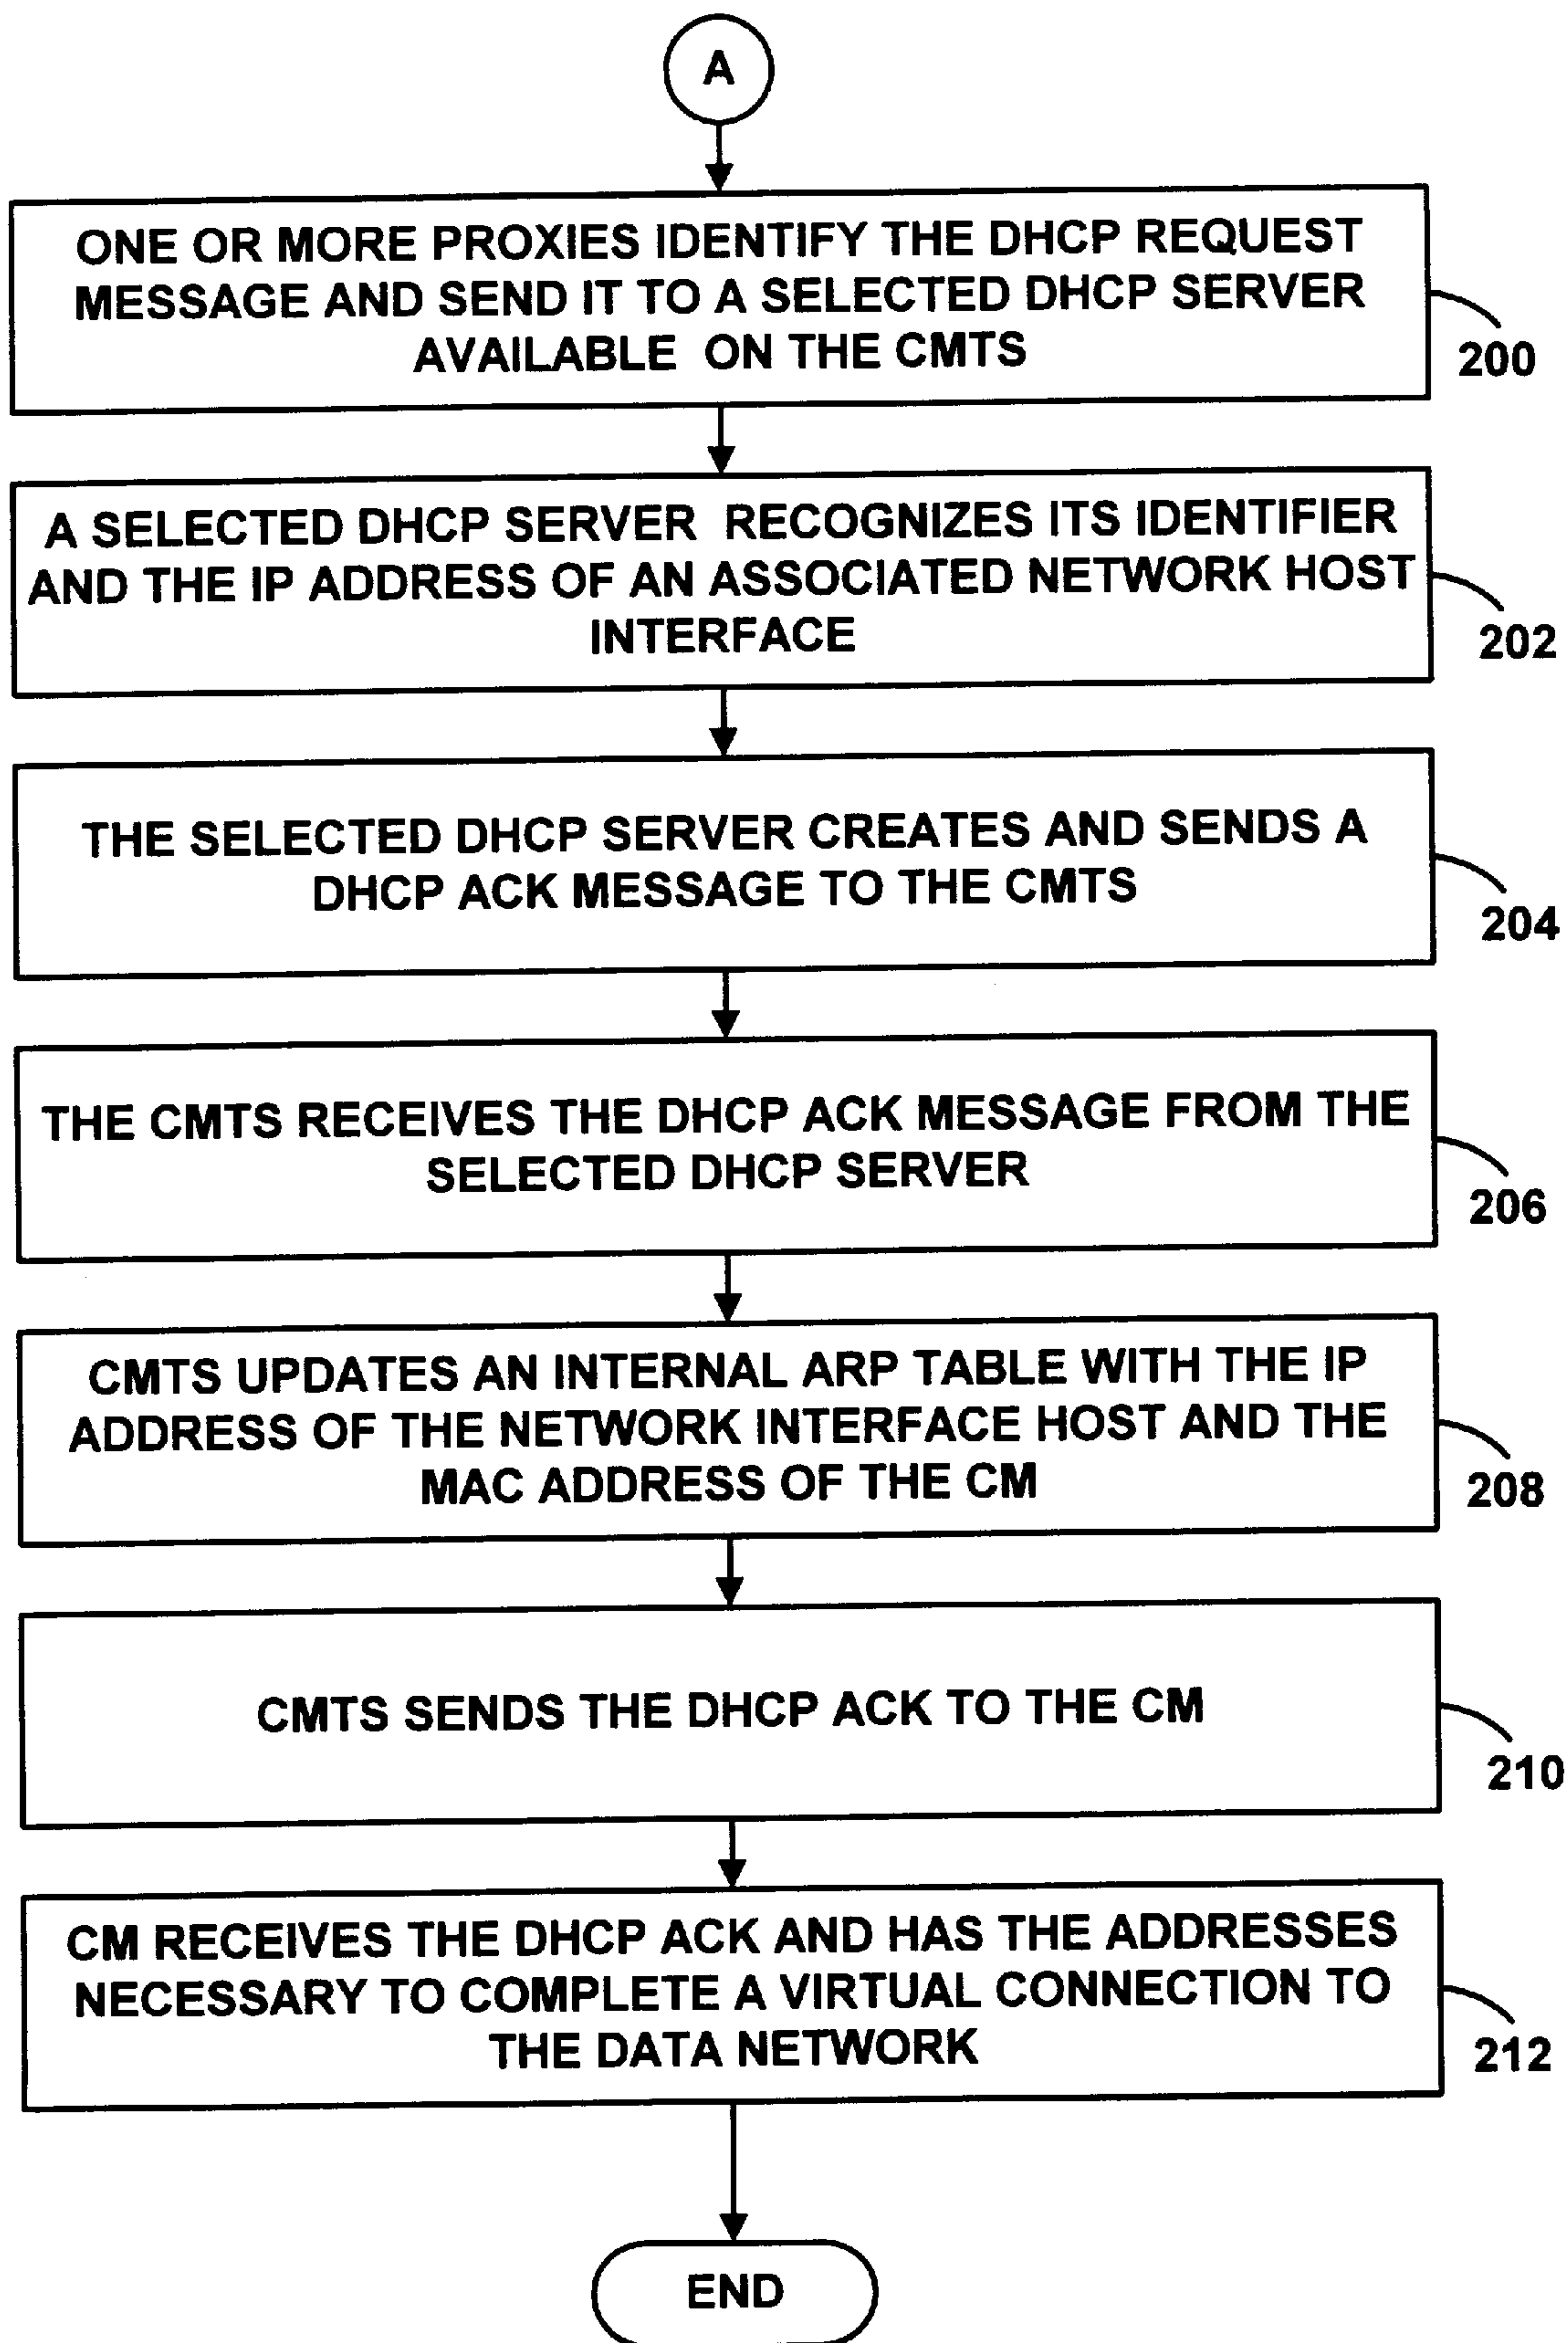 A
ONE OR MORE PROXIES IDENTIFY THE DHCP REQUEST
MESSAGE AND SEND IT TO A SELECTED DHCP SERVER
AVAILABLE ON THE CMTS
200
A SELECTED DHCP SERVER RECOGNIZES ITS IDENTIFIER
AND THE IP ADDRESS OF AN ASSOCIATED NETWORK HOST
INTERFACE
202
THE SELECTED DHCP SERVER CREATES AND SENDS A
DHCP ACK MESSAGE TO THE CMTS
204
THE CMTS RECEIVES THE DHCP ACK MESSAGE FROM THE
SELECTED DHCP SERVER
206
CMTS UPDATES AN INTERNAL ARP TABLE WITH THE IP
ADDRESS OF THE NETWORK INTERFACE HOST AND THE
MAC ADDRESS OF THE CM
208
CMTS SENDS THE DHCP ACK TO THE CM
210
CM RECEIVES THE DHCP ACK AND HAS THE ADDRESSES
NECESSARY TO COMPLETE A VIRTUAL CONNECTION TO
THE DATA NETWORK
212
END